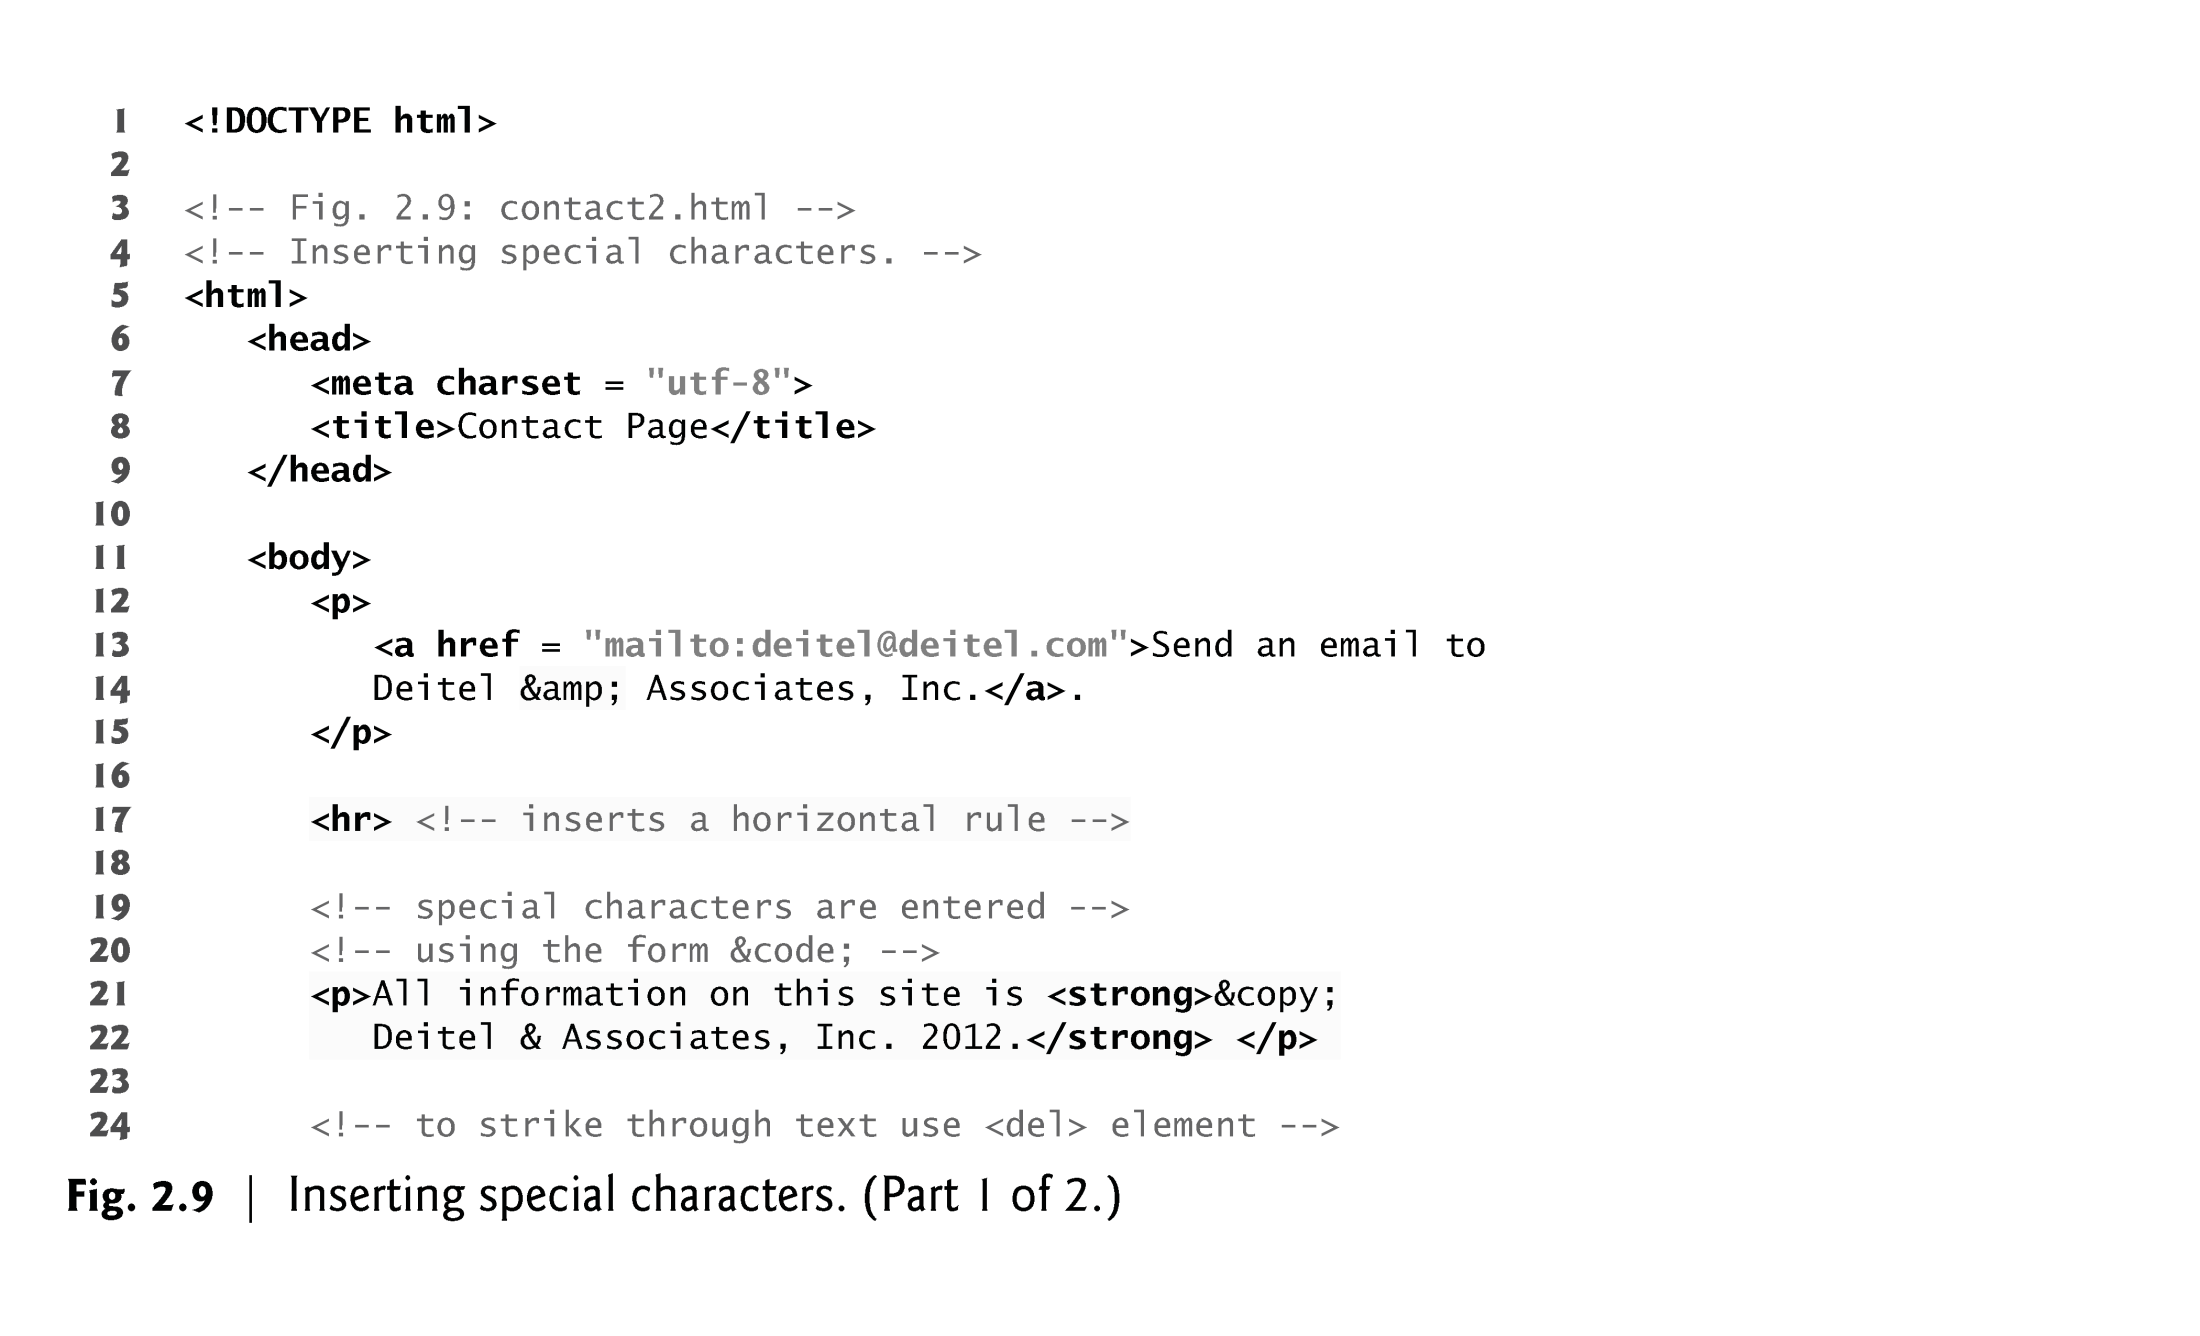 1 <!DOCTYPE html>
2
3 <!-- Fig. 2.9: contact2.html -->
4 <!-- Inserting special characters. -->
5 <html>
6    <head>
7       <meta charset = "utf-8">
8       <title>Contact Page</title>
9    </head>
10
11    <body>
12       <p>
13          <a href = "mailto:deitel@deitel.com">Send an email to
14          Deitel &amp; Associates, Inc.</a>.
15       </p>
16
17       <hr> <!-- inserts a horizontal rule -->
18
19       <!-- special characters are entered -->
20       <!-- using the form &code; -->
21       <p>All information on this site is <strong>&copy;
22          Deitel & Associates, Inc. 2012.</strong> </p>
23
24       <!-- to strike through text use <del> element -->
Fig. 2.9 | Inserting special characters. (Part 1 of 2.)